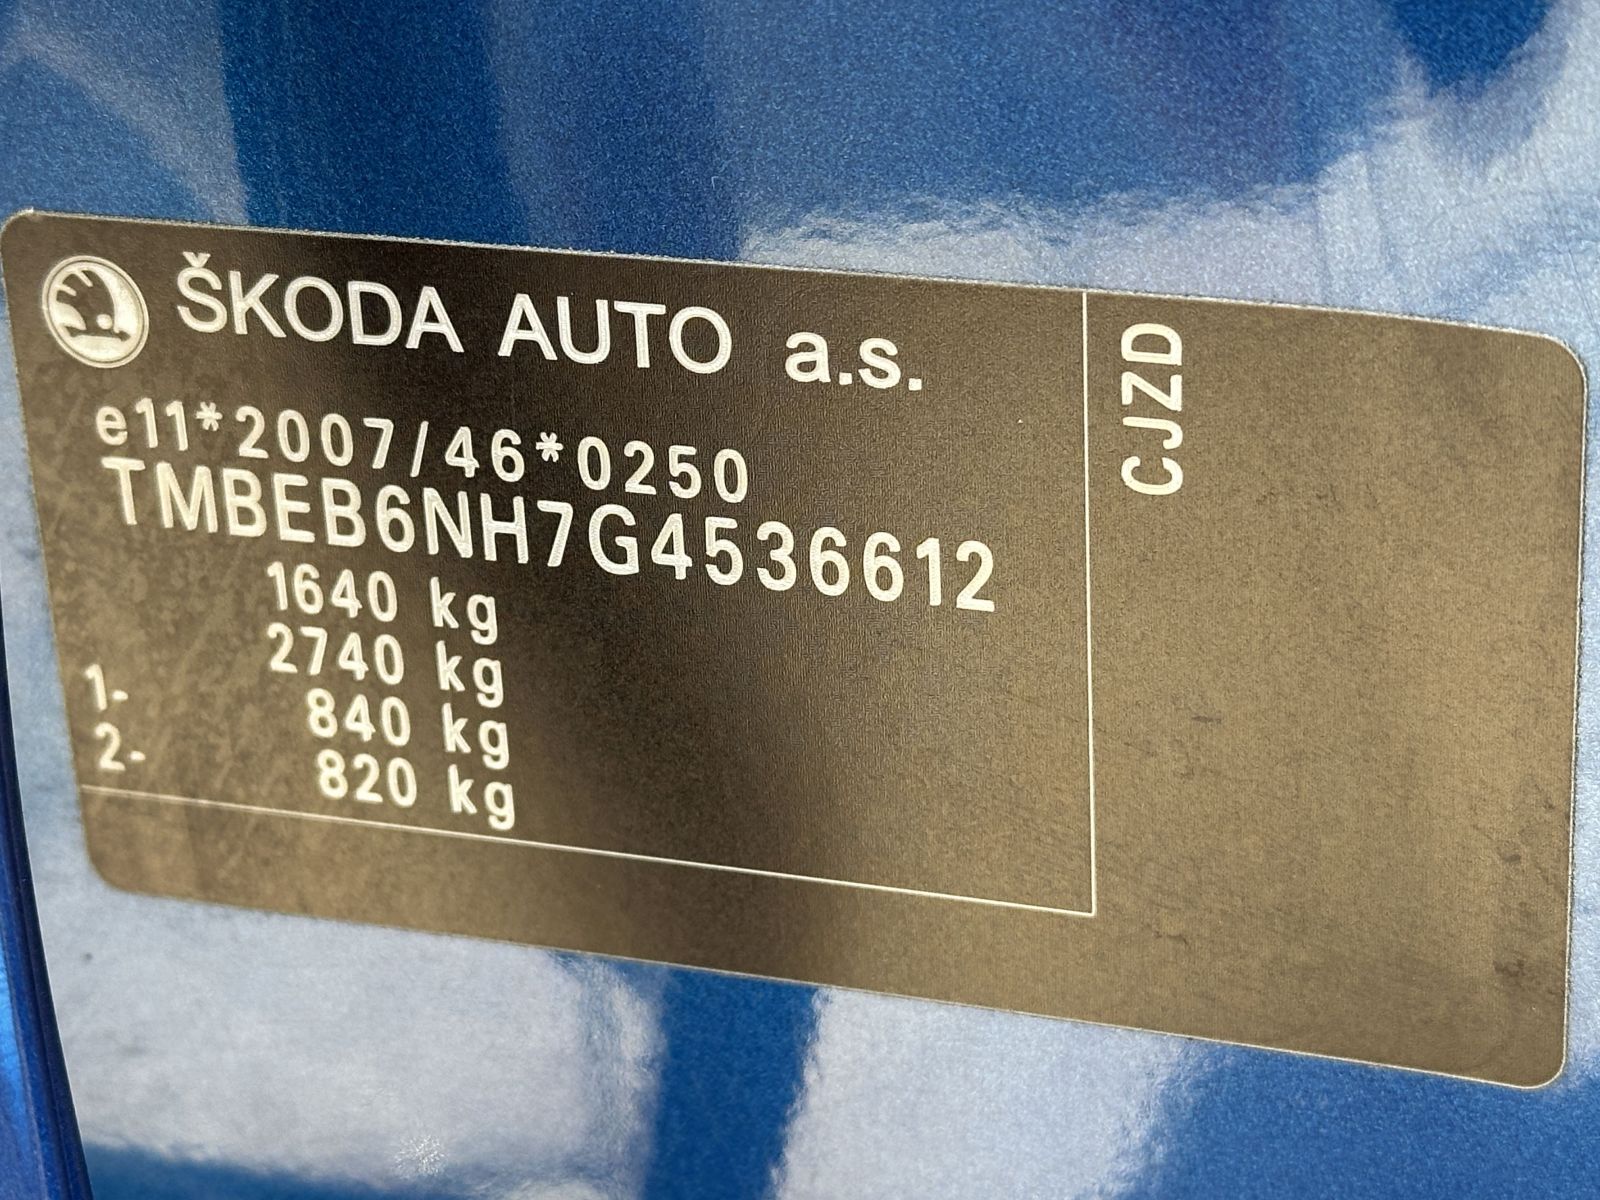 ŠKODA AUTO a.s.
e11*2007/46*0250
TMBEB6NH7G4536612
1640 kg
2740 kg
1- 840 kg
2- 820 kg
CJZD